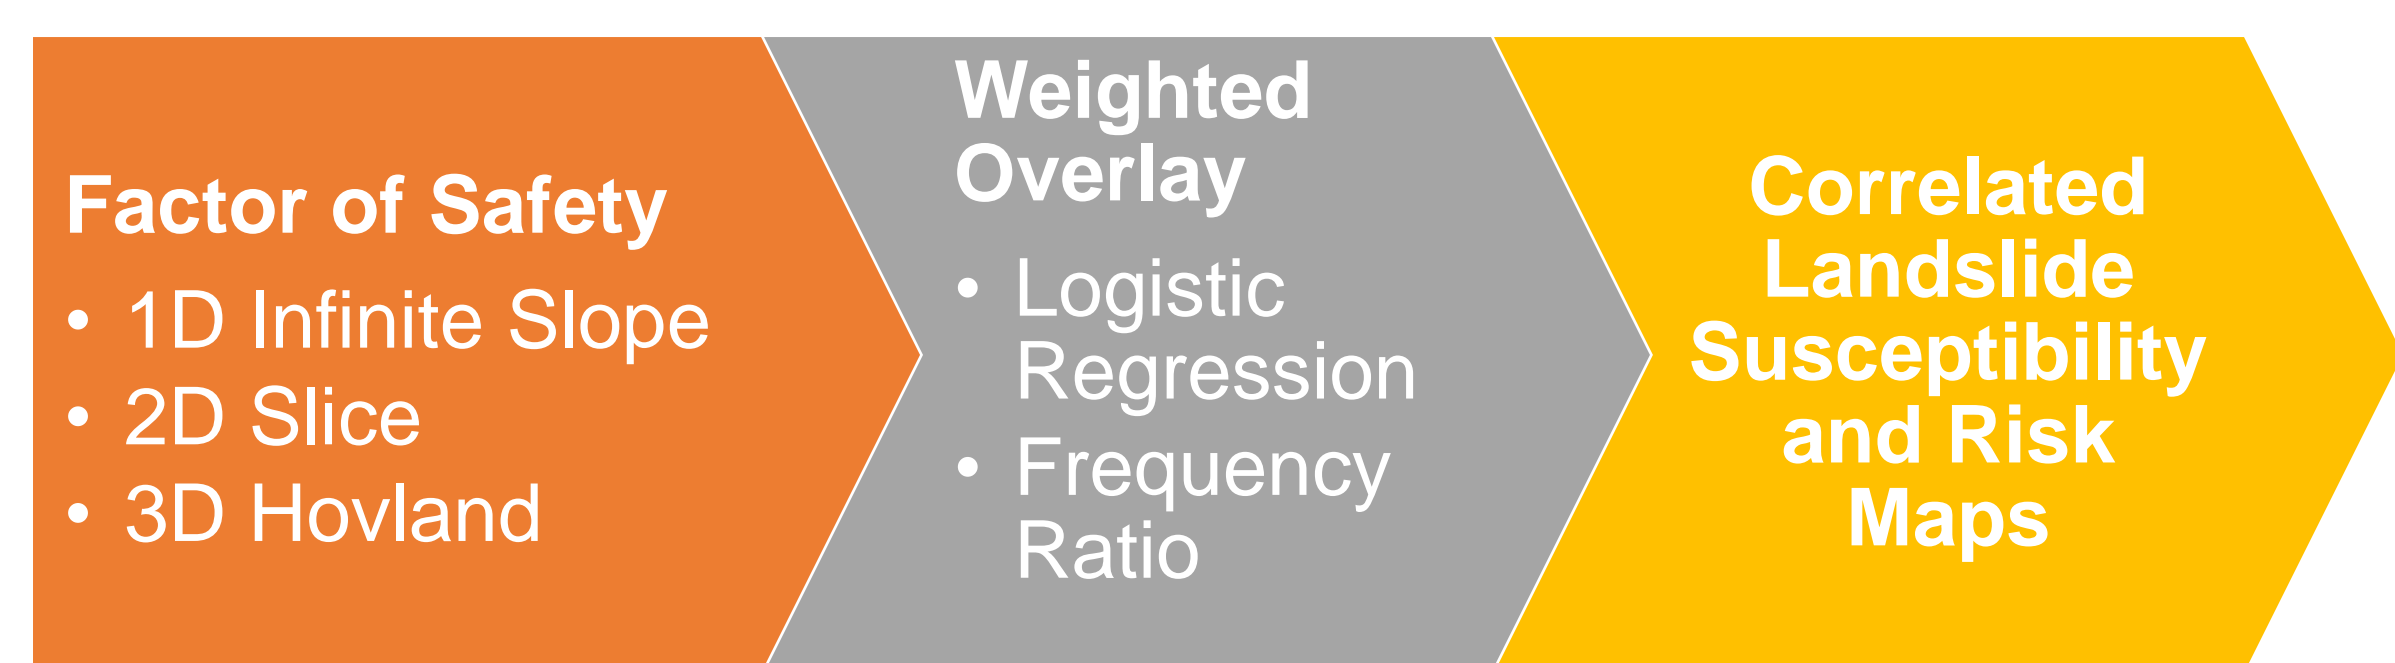 Factor of Safety
• 1D Infinite Slope
• 2D Slice
• 3D Hovland
Weighted
Overlay
• Logistic
Regression
• Frequency
Ratio
Correlated
Landslide
Susceptibility
and Risk
Maps